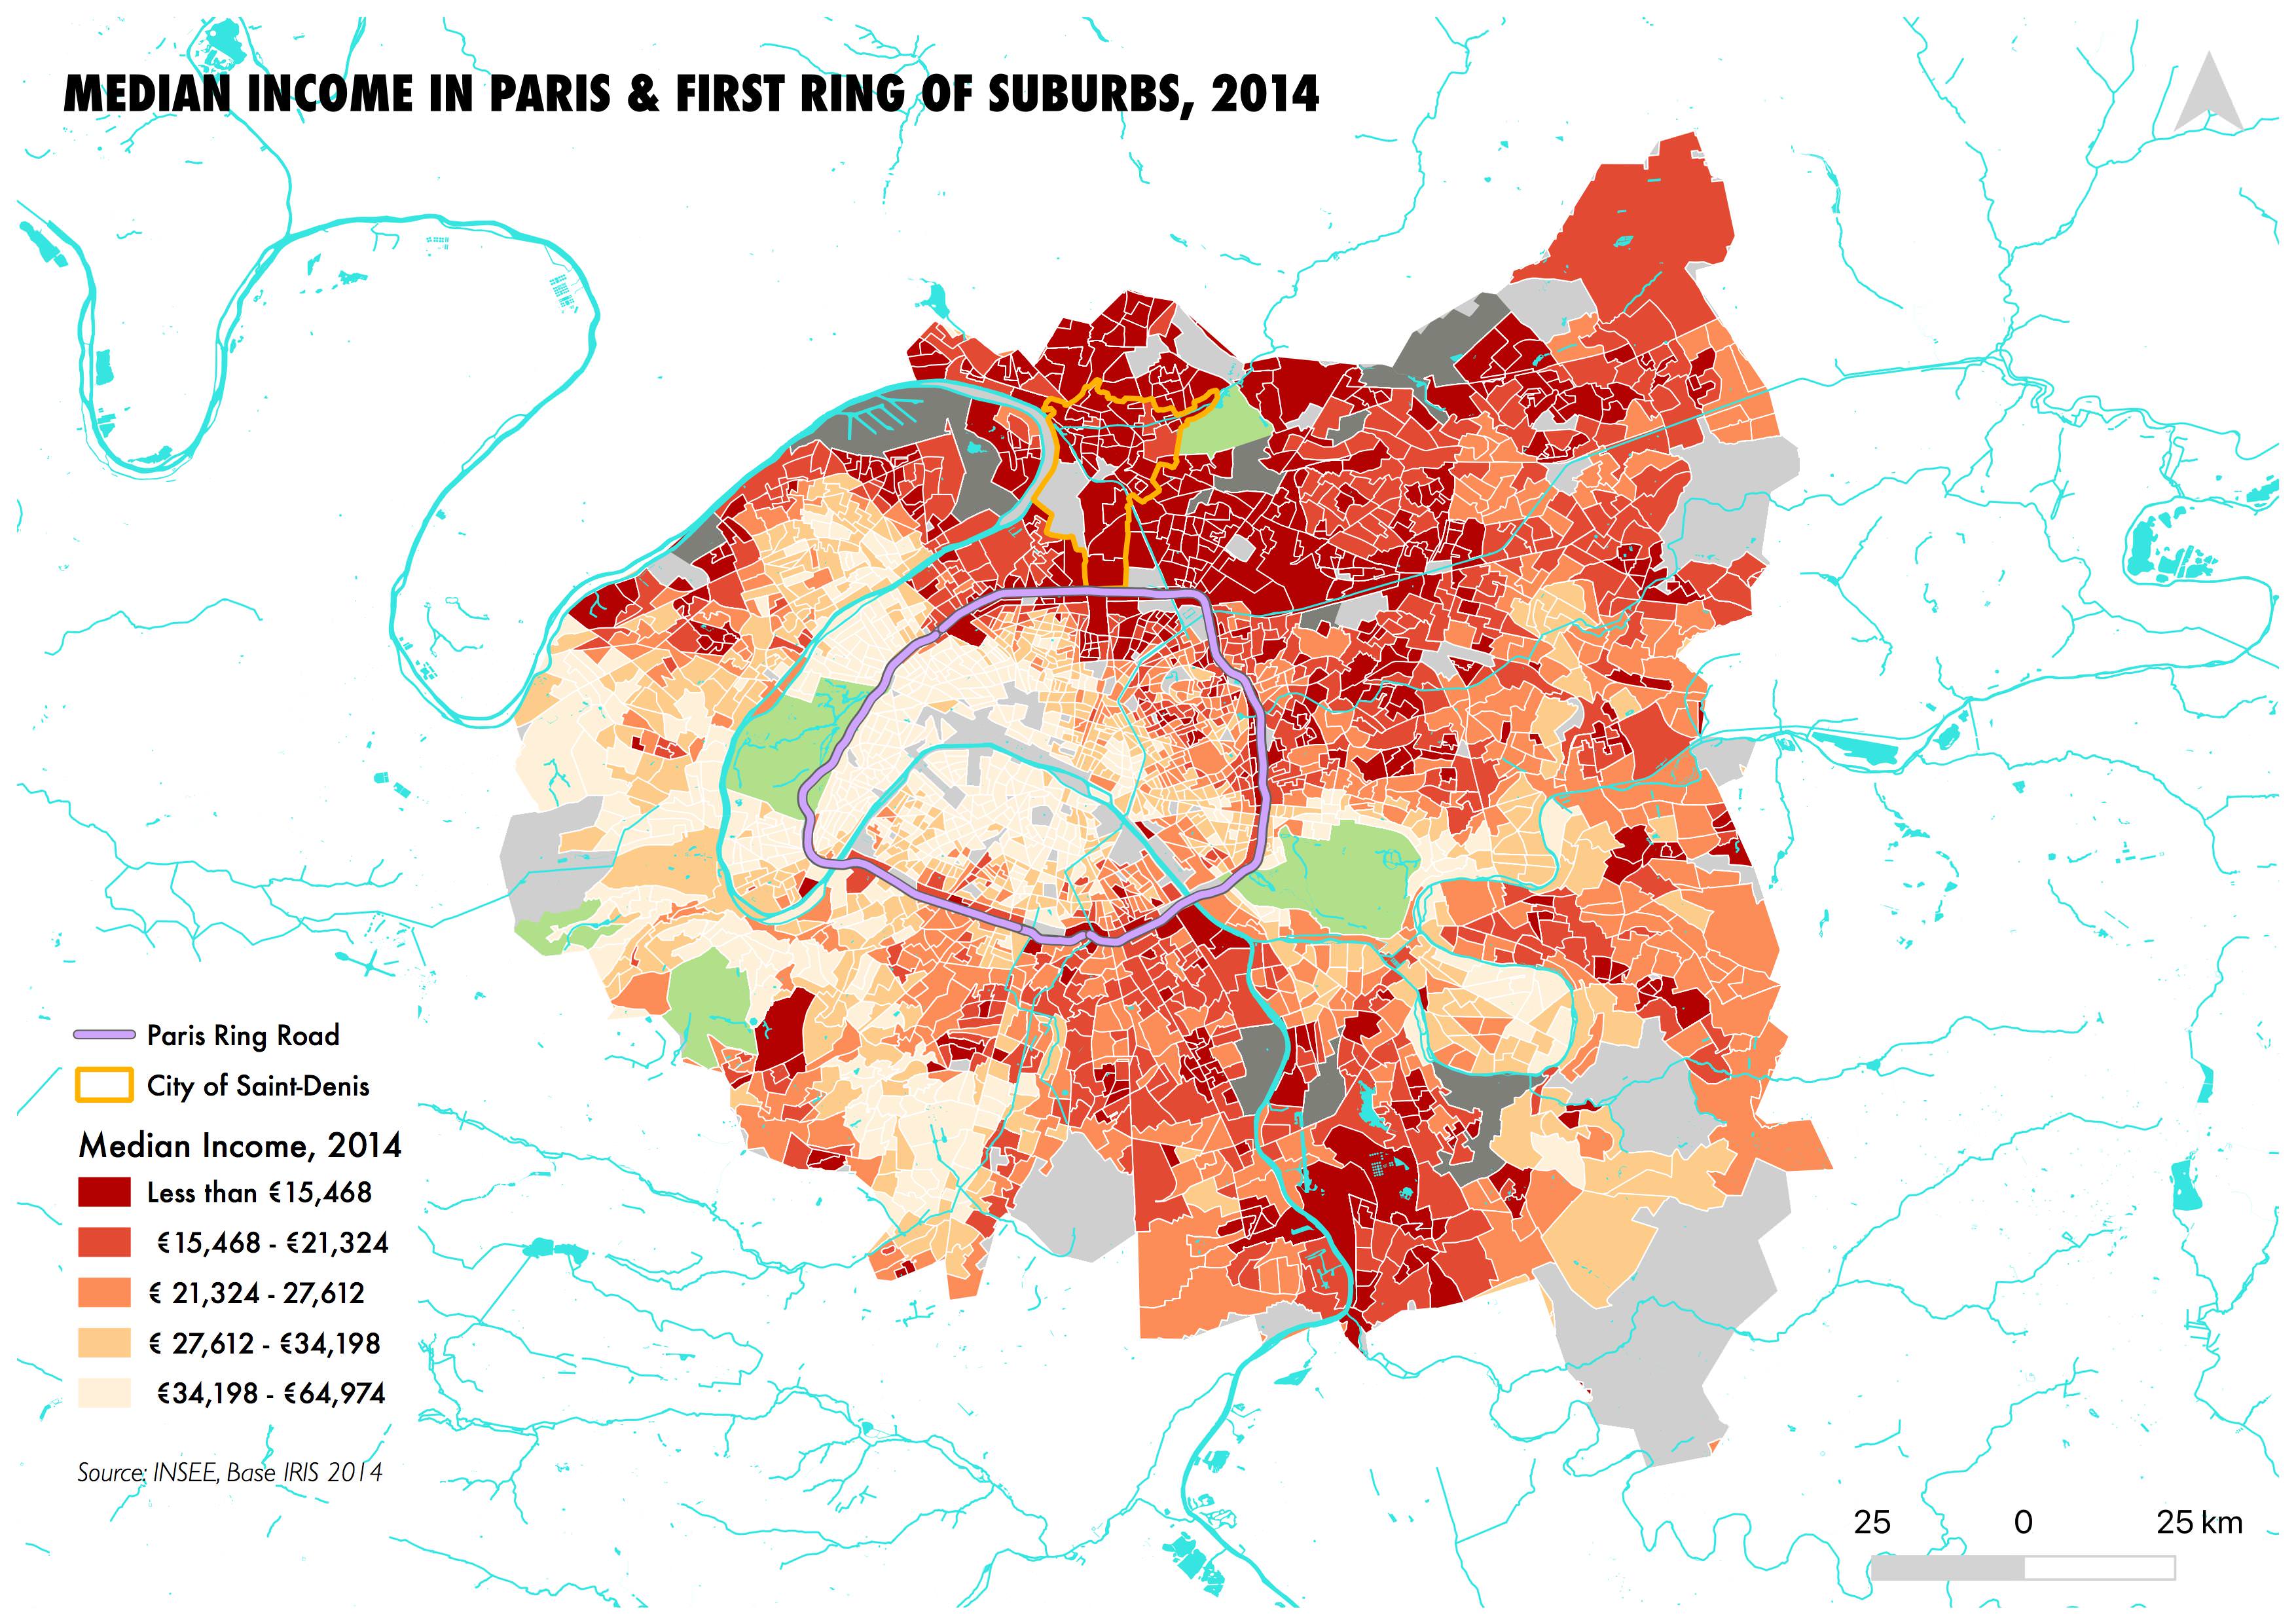 MEDIAN INCOME IN PARIS & FIRST RING OF SUBURBS, 2014
Paris Ring Road
City of Saint-Denis
Median Income, 2014
Less than €15,468
€15,468 - €21,324
€ 21,324 - 27,612
€ 27,612 - €34,198
€34,198 - €64,974
Source: INSEE, Base IRIS 2014
25 0 25 km